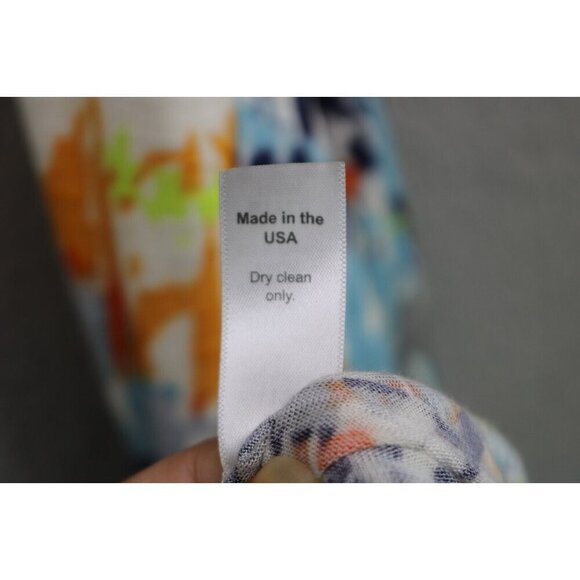 Made in the
USA
Dry clean
only.